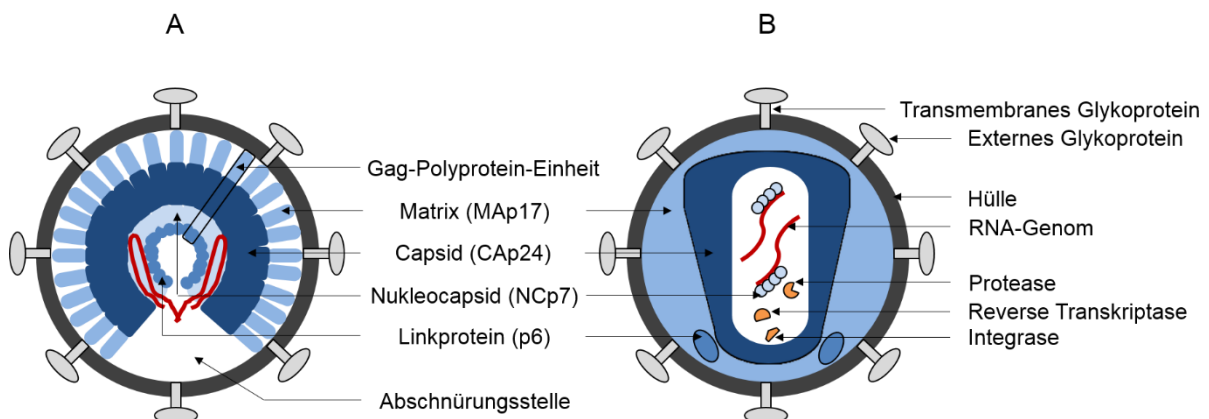 A
B
Transmembranes Glykoprotein
Externes Glykoprotein
Gag-Polyprotein-Einheit
Matrix (MAp17)
Hülle
RNA-Genom
Capsid (CAp24)
Nukleocapsid (NCp7)
Protease
Reverse Transkriptase
Linkprotein (p6)
Integrase
Abschnürungsstelle